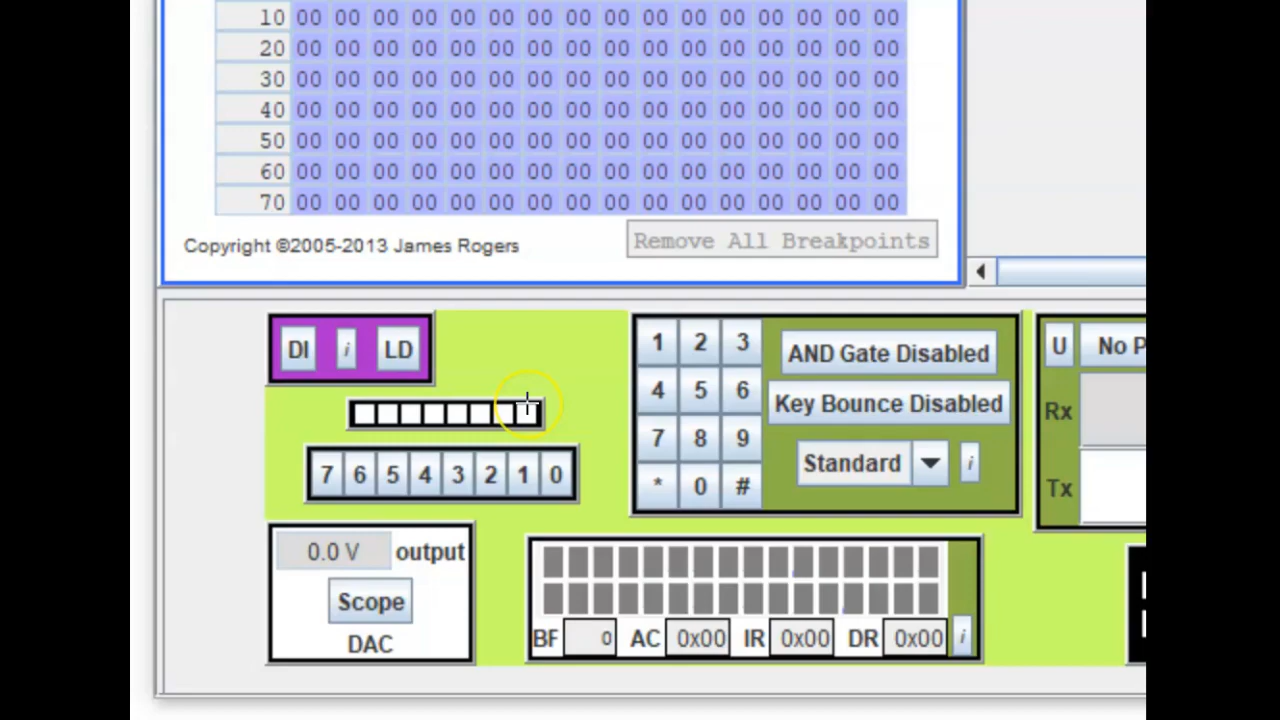 10 00 00 00 00 00 00 00 00 00 00 00 00 00 00 00 00
20 00 00 00 00 00 00 00 00 00 00 00 00 00 00 00 00
30 00 00 00 00 00 00 00 00 00 00 00 00 00 00 00 00
40 00 00 00 00 00 00 00 00 00 00 00 00 00 00 00 00
50 00 00 00 00 00 00 00 00 00 00 00 00 00 00 00 00
60 00 00 00 00 00 00 00 00 00 00 00 00 00 00 00 00
70 00 00 00 00 00 00 00 00 00 00 00 00 00 00 00 00
Copyright ©2005-2013 James Rogers
Remove All Breakpoints
DI i LD
7 6 5 4 3 2 1 0
0.0 V output
Scope
DAC
1 2 3
4 5 6
7 8 9
* 0 #
AND Gate Disabled
Key Bounce Disabled
Standard i
BF 0 AC 0x00 IR 0x00 DR 0x00 i
U No P
Rx
Tx